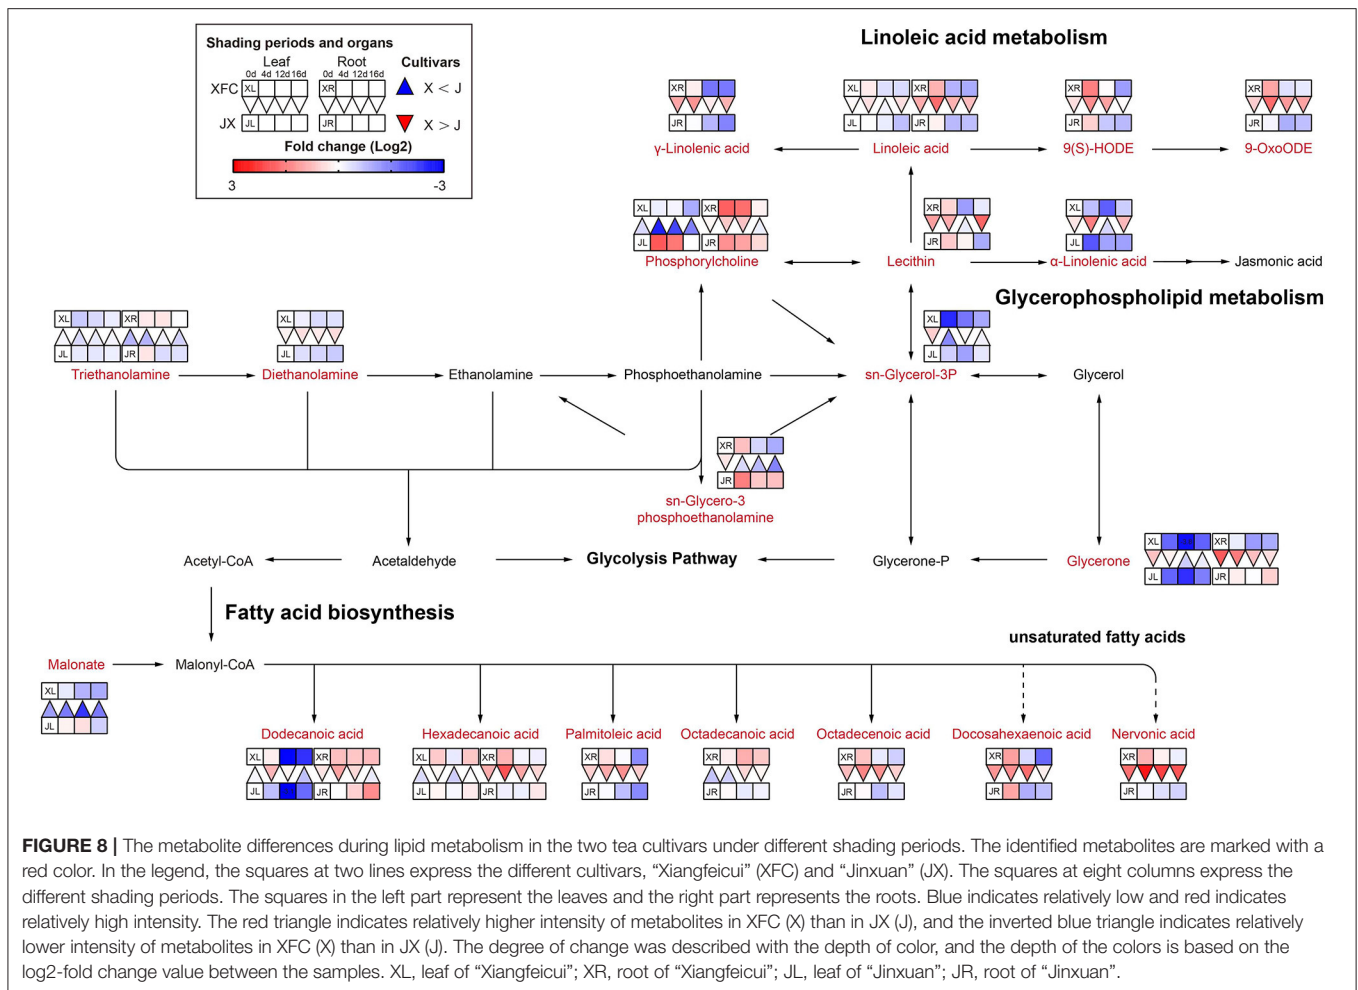 Linoleic acid metabolism
Shading periods and organs
Leaf Root Cultivars
0d 4d 12d 16d 0d 4d 12d 16d
XFC XL XR X < J
JX JL JR X > J
Fold change (Log2)
3 -3
XR XL XR XR XR
JR JL JR JR JR
γ-Linolenic acid Linoleic acid 9(S)-HODE 9-OxoODE
XL XR XR XL
JL JR JR JL
Phosphorylcholine Lecithin α-Linolenic acid Jasmonic acid
Glycerophospholipid metabolism
XL XR XL XL
JL JR JL JL
Triethanolamine Diethanolamine Ethanolamine Phosphoethanolamine sn-Glycerol-3P Glycerol
XR
JR
sn-Glycero-3
phosphoethanolamine
XL XR
JL JR
Acetyl-CoA Acetaldehyde Glycolysis Pathway Glycerone-P Glycerone
Fatty acid biosynthesis
unsaturated fatty acids
Malonate Malonyl-CoA
XL
JL
Dodecanoic acid Hexadecanoic acid Palmitoleic acid Octadecanoic acid Octadecenoic acid Docosahexaenoic acid Nervonic acid
XL XR XL XR XR XR XR XR XR
JL JR JL JR JR JR JR JR JR
FIGURE 8 | The metabolite differences during lipid metabolism in the two tea cultivars under different shading periods. The identified metabolites are marked with a
red color. In the legend, the squares at two lines express the different cultivars, “Xiangfeicui” (XFC) and “Jinxuan” (JX). The squares at eight columns express the
different shading periods. The squares in the left part represent the leaves and the right part represents the roots. Blue indicates relatively low and red indicates
relatively high intensity. The red triangle indicates relatively higher intensity of metabolites in XFC (X) than in JX (J), and the inverted blue triangle indicates relatively
lower intensity of metabolites in XFC (X) than in JX (J). The degree of change was described with the depth of color, and the depth of the colors is based on the
log2-fold change value between the samples. XL, leaf of “Xiangfeicui”; XR, root of “Xiangfeicui”; JL, leaf of “Jinxuan”; JR, root of “Jinxuan”.